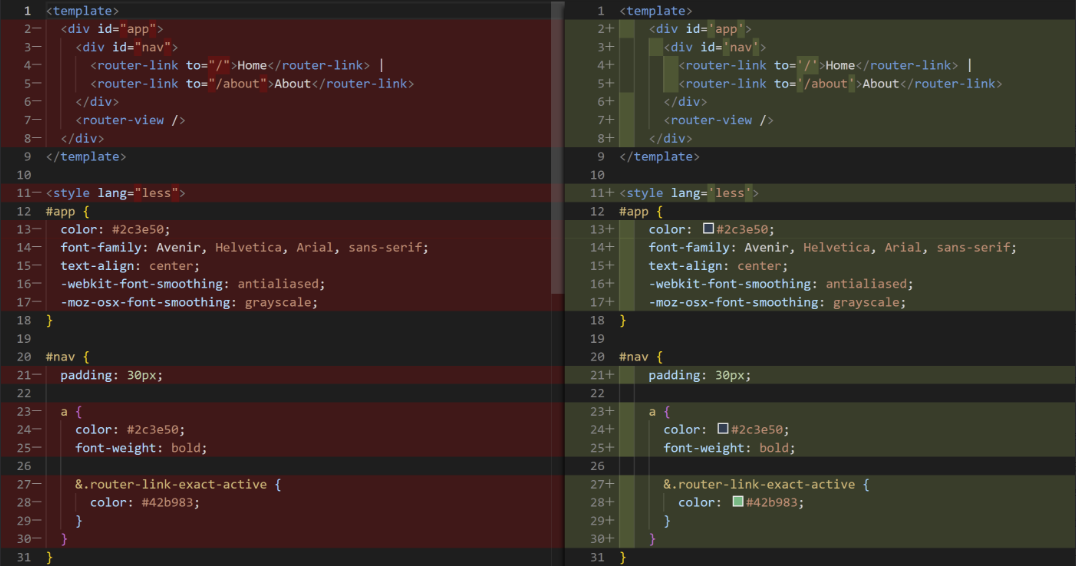 1 <template>
2− <div id="app">
3− <div id="nav">
4− <router-link to="/">Home</router-link> |
5− <router-link to="/about">About</router-link>
6− </div>
7− <router-view />
8− </div>
9 </template>
10
11− <style lang="less">
12 #app {
13− color: #2c3e50;
14− font-family: Avenir, Helvetica, Arial, sans-serif;
15− text-align: center;
16− -webkit-font-smoothing: antialiased;
17− -moz-osx-font-smoothing: grayscale;
18 }
19
20 #nav {
21− padding: 30px;
22
23− a {
24− color: #2c3e50;
25− font-weight: bold;
26
27− &.router-link-exact-active {
28− color: #42b983;
29− }
30− }
31 }
1 <template>
2+ <div id='app'>
3+ <div id='nav'>
4+ <router-link to='/'>Home</router-link> |
5+ <router-link to='/about'>About</router-link>
6+ </div>
7+ <router-view />
8+ </div>
9 </template>
10
11+ <style lang='less'>
12 #app {
13+ color: #2c3e50;
14+ font-family: Avenir, Helvetica, Arial, sans-serif;
15+ text-align: center;
16+ -webkit-font-smoothing: antialiased;
17+ -moz-osx-font-smoothing: grayscale;
18 }
19
20 #nav {
21+ padding: 30px;
22
23+ a {
24+ color: #2c3e50;
25+ font-weight: bold;
26
27+ &.router-link-exact-active {
28+ color: #42b983;
29+ }
30+ }
31 }